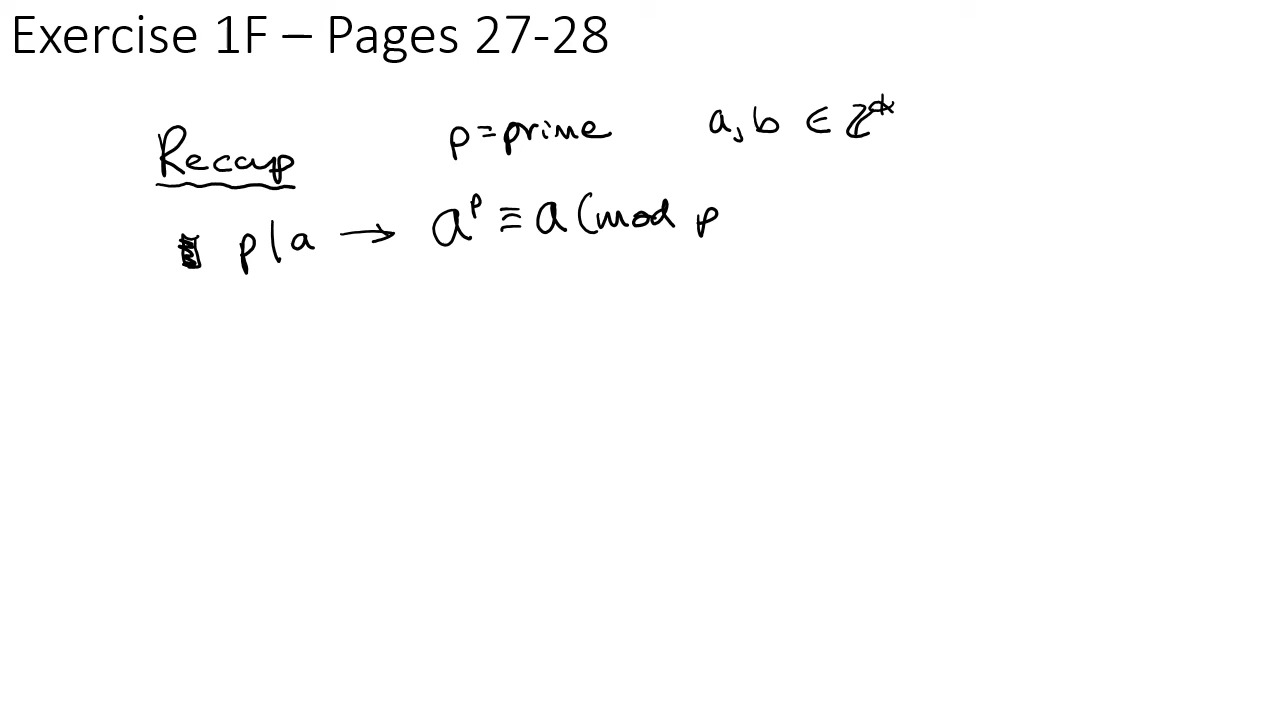 Exercise 1F – Pages 27-28
p = prime a, b ∈ ℤ
Recap
p | a → a^p ≡ a (mod p